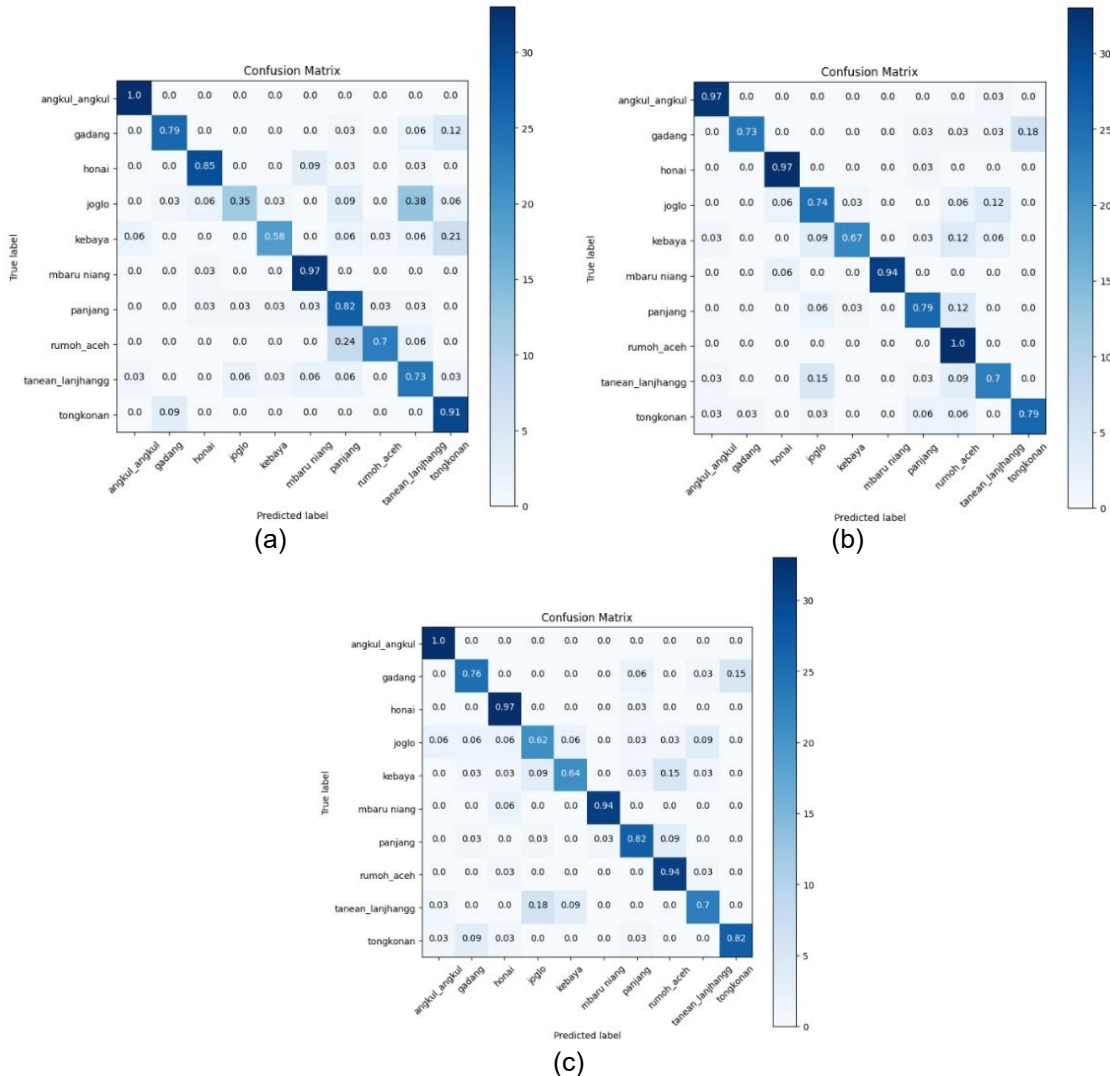 Confusion Matrix
angkul_angkul 1.0 0.0 0.0 0.0 0.0 0.0 0.0 0.0 0.0 0.0
gadang 0.0 0.79 0.0 0.0 0.0 0.0 0.03 0.0 0.06 0.12
honai 0.0 0.0 0.85 0.0 0.0 0.09 0.03 0.0 0.03 0.0
joglo 0.0 0.03 0.06 0.35 0.03 0.0 0.09 0.0 0.38 0.06
kebaya 0.06 0.0 0.0 0.0 0.58 0.0 0.06 0.03 0.06 0.21
mbaru niang 0.0 0.0 0.03 0.0 0.0 0.97 0.0 0.0 0.0 0.0
panjang 0.0 0.0 0.03 0.03 0.03 0.03 0.82 0.03 0.03 0.0
rumoh_aceh 0.0 0.0 0.0 0.0 0.0 0.0 0.24 0.7 0.06 0.0
tanean_lanjhangg 0.03 0.0 0.0 0.06 0.03 0.06 0.06 0.0 0.73 0.03
tongkonan 0.0 0.09 0.0 0.0 0.0 0.0 0.0 0.0 0.0 0.91
True label
angkul_angkul gadang honai joglo kebaya mbaru niang panjang rumoh_aceh tanean_lanjhangg tongkonan
Predicted label
30
25
20
15
10
5
0
(a)
Confusion Matrix
angkul_angkul 0.97 0.0 0.0 0.0 0.0 0.0 0.0 0.0 0.03 0.0
gadang 0.0 0.73 0.0 0.0 0.0 0.0 0.03 0.03 0.03 0.18
honai 0.0 0.0 0.97 0.0 0.0 0.0 0.03 0.0 0.0 0.0
joglo 0.0 0.0 0.06 0.74 0.03 0.0 0.0 0.06 0.12 0.0
kebaya 0.03 0.0 0.0 0.09 0.67 0.0 0.03 0.12 0.06 0.0
mbaru niang 0.0 0.0 0.06 0.0 0.0 0.94 0.0 0.0 0.0 0.0
panjang 0.0 0.0 0.0 0.06 0.03 0.0 0.79 0.12 0.0 0.0
rumoh_aceh 0.0 0.0 0.0 0.0 0.0 0.0 0.0 1.0 0.0 0.0
tanean_lanjhangg 0.03 0.0 0.0 0.15 0.0 0.0 0.03 0.09 0.7 0.0
tongkonan 0.03 0.03 0.0 0.03 0.0 0.0 0.06 0.06 0.0 0.79
True label
angkul_angkul gadang honai joglo kebaya mbaru niang panjang rumoh_aceh tanean_lanjhangg tongkonan
Predicted label
30
25
20
15
10
5
0
(b)
Confusion Matrix
angkul_angkul 1.0 0.0 0.0 0.0 0.0 0.0 0.0 0.0 0.0 0.0
gadang 0.0 0.76 0.0 0.0 0.0 0.0 0.06 0.0 0.03 0.15
honai 0.0 0.0 0.97 0.0 0.0 0.0 0.03 0.0 0.0 0.0
joglo 0.06 0.06 0.06 0.62 0.06 0.0 0.03 0.03 0.09 0.0
kebaya 0.0 0.03 0.03 0.09 0.64 0.0 0.03 0.15 0.03 0.0
mbaru niang 0.0 0.0 0.06 0.0 0.0 0.94 0.0 0.0 0.0 0.0
panjang 0.0 0.03 0.0 0.03 0.0 0.03 0.82 0.09 0.0 0.0
rumoh_aceh 0.0 0.0 0.03 0.0 0.0 0.0 0.0 0.94 0.03 0.0
tanean_lanjhangg 0.03 0.0 0.0 0.18 0.09 0.0 0.0 0.0 0.7 0.0
tongkonan 0.03 0.09 0.03 0.0 0.0 0.0 0.03 0.0 0.0 0.82
True label
angkul_angkul gadang honai joglo kebaya mbaru niang panjang rumoh_aceh tanean_lanjhangg tongkonan
Predicted label
30
25
20
15
10
5
0
(c)